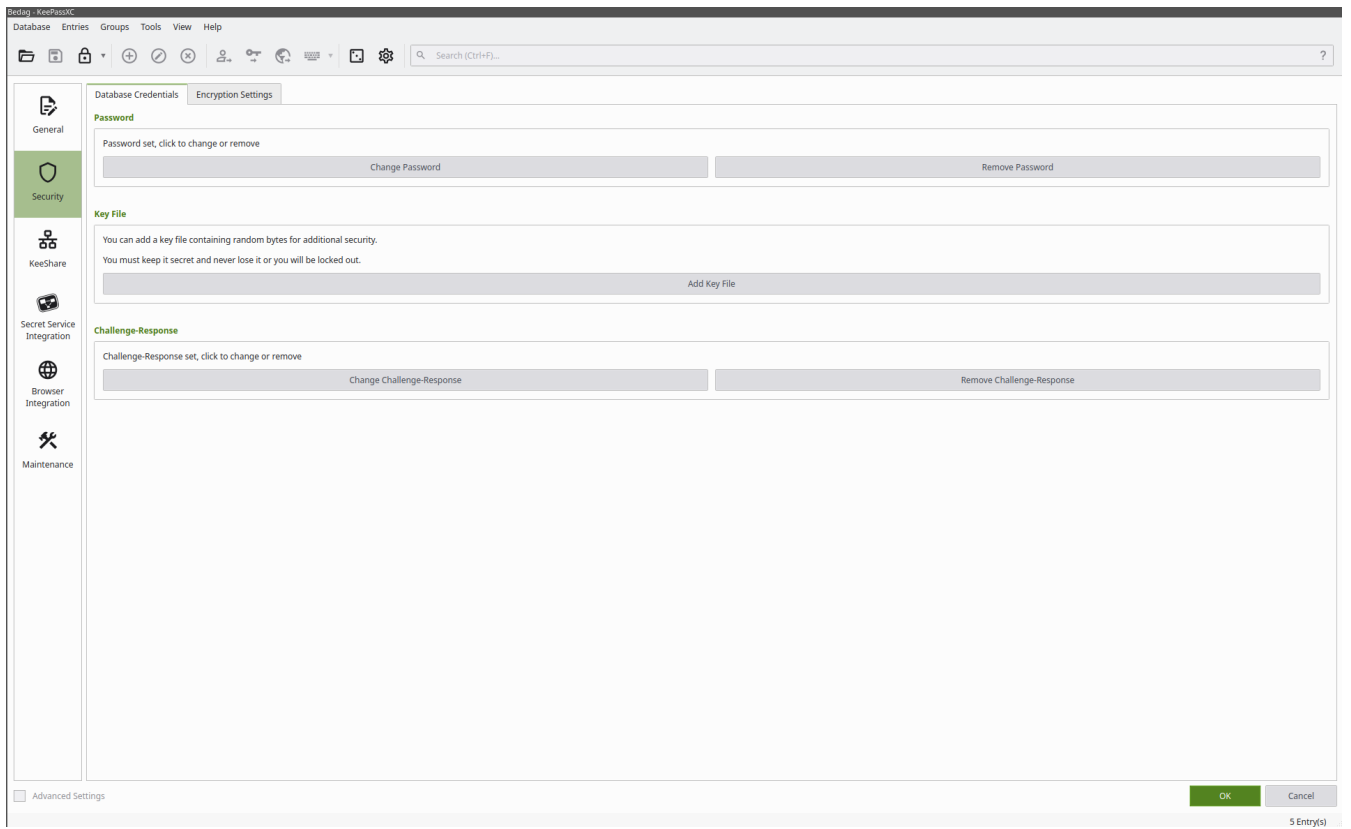 Bedag - KeePassXC
Database Entries Groups Tools View Help
Search (Ctrl+F)... ?
General
Security
KeeShare
Secret Service
Integration
Browser
Integration
Maintenance
Database Credentials Encryption Settings
Password
Password set, click to change or remove
Change Password Remove Password
Key File
You can add a key file containing random bytes for additional security.
You must keep it secret and never lose it or you will be locked out.
Add Key File
Challenge-Response
Challenge-Response set, click to change or remove
Change Challenge-Response Remove Challenge-Response
Advanced Settings
OK Cancel
5 Entry(s)